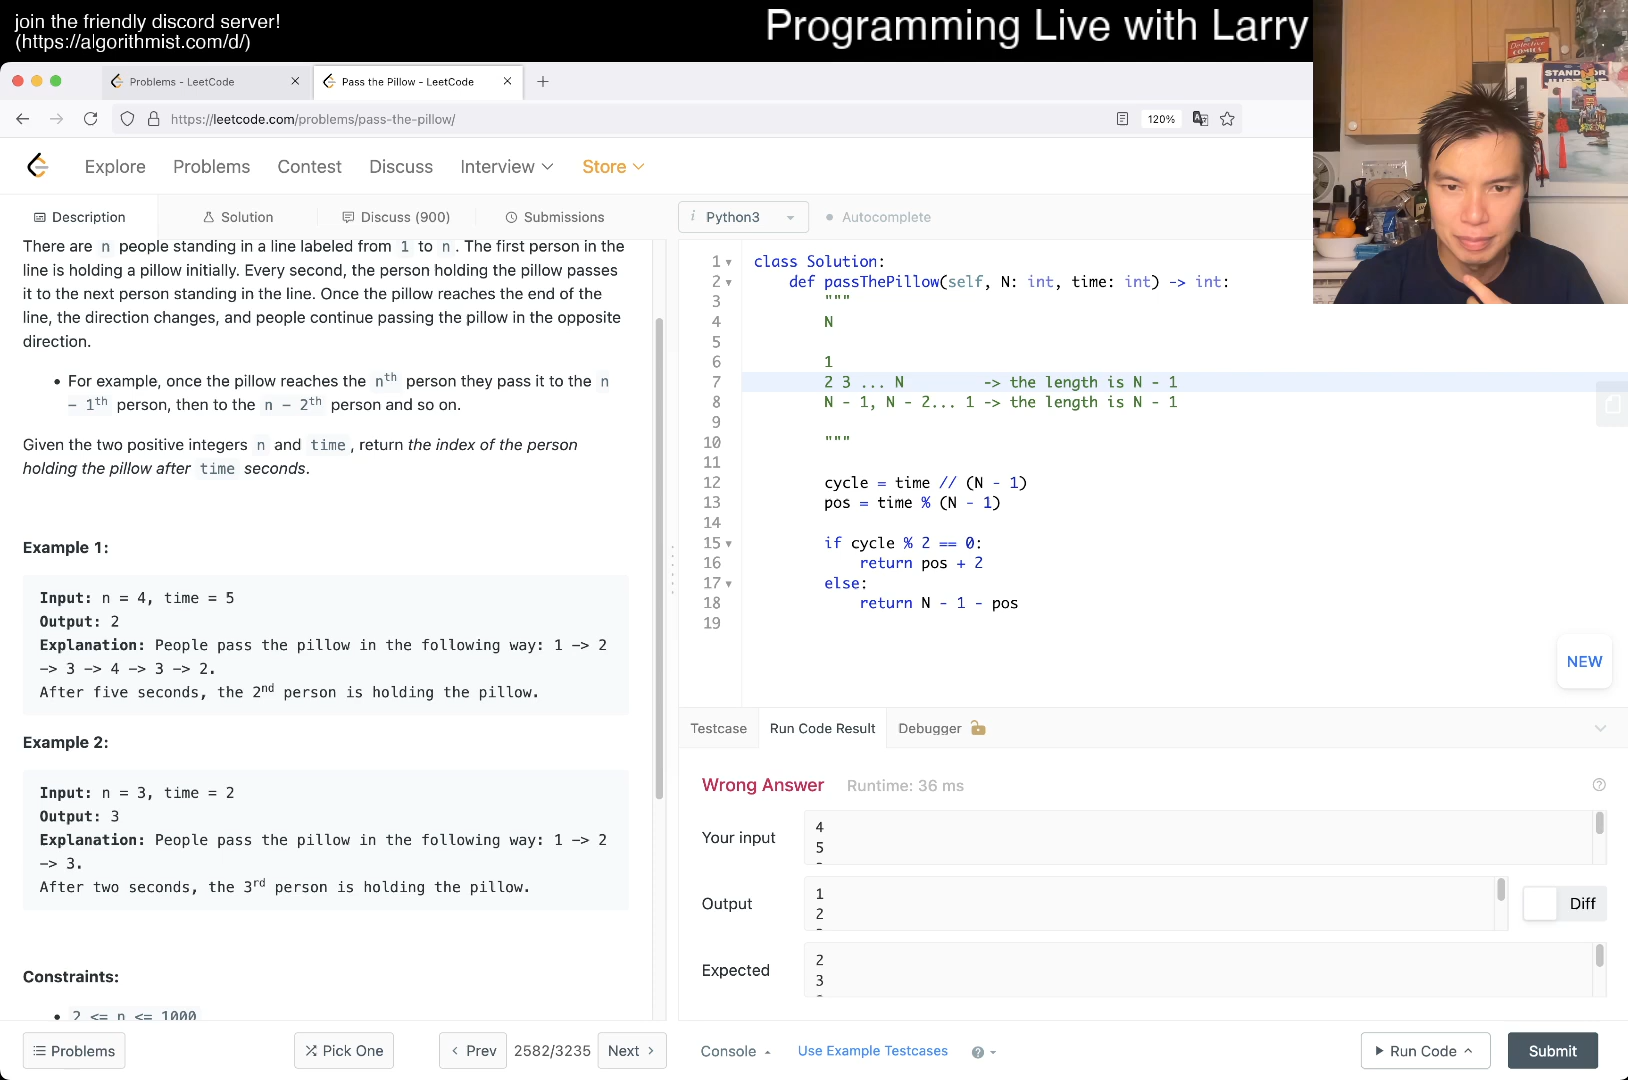 join the friendly discord server!
(https://algorithmist.com/d/)
Programming Live with Larry
Problems - LeetCode
Pass the Pillow - LeetCode
https://leetcode.com/problems/pass-the-pillow/
120%
Explore Problems Contest Discuss Interview Store
Description
Solution
Discuss (900)
Submissions
There are n people standing in a line labeled from 1 to n. The first person in the
line is holding a pillow initially. Every second, the person holding the pillow passes
it to the next person standing in the line. Once the pillow reaches the end of the
line, the direction changes, and people continue passing the pillow in the opposite
direction.
• For example, once the pillow reaches the nth person they pass it to the n
- 1th person, then to the n - 2th person and so on.
Given the two positive integers n and time, return the index of the person
holding the pillow after time seconds.
Example 1:
Input: n = 4, time = 5
Output: 2
Explanation: People pass the pillow in the following way: 1 -> 2
-> 3 -> 4 -> 3 -> 2.
After five seconds, the 2nd person is holding the pillow.
Example 2:
Input: n = 3, time = 2
Output: 3
Explanation: People pass the pillow in the following way: 1 -> 2
-> 3.
After two seconds, the 3rd person is holding the pillow.
Constraints:
• 2 <= n <= 1000
Problems
Pick One
Prev
2582/3235
Next
i Python3
Autocomplete
1 class Solution:
2 def passThePillow(self, N: int, time: int) -> int:
3 """
4 N
5
6 1
7 2 3 ... N -> the length is N - 1
8 N - 1, N - 2... 1 -> the length is N - 1
9
10 """
11
12 cycle = time // (N - 1)
13 pos = time % (N - 1)
14
15 if cycle % 2 == 0:
16 return pos + 2
17 else:
18 return N - 1 - pos
19
NEW
Testcase
Run Code Result
Debugger
Wrong Answer
Runtime: 36 ms
Your input
4
5
Output
1
2
Diff
Expected
2
3
Console
Use Example Testcases
Run Code
Submit